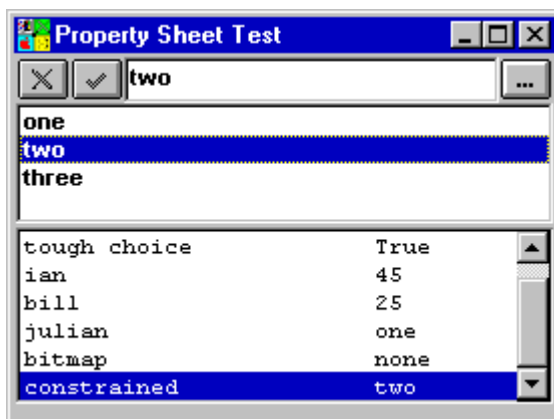 Property Sheet Test
two
...
one
two
three
tough choice True
ian 45
bill 25
julian one
bitmap none
constrained two